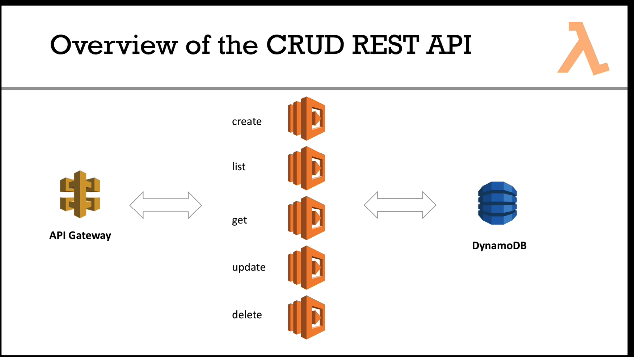 Overview of the CRUD REST API
create
list
get
update
delete
API Gateway
DynamoDB